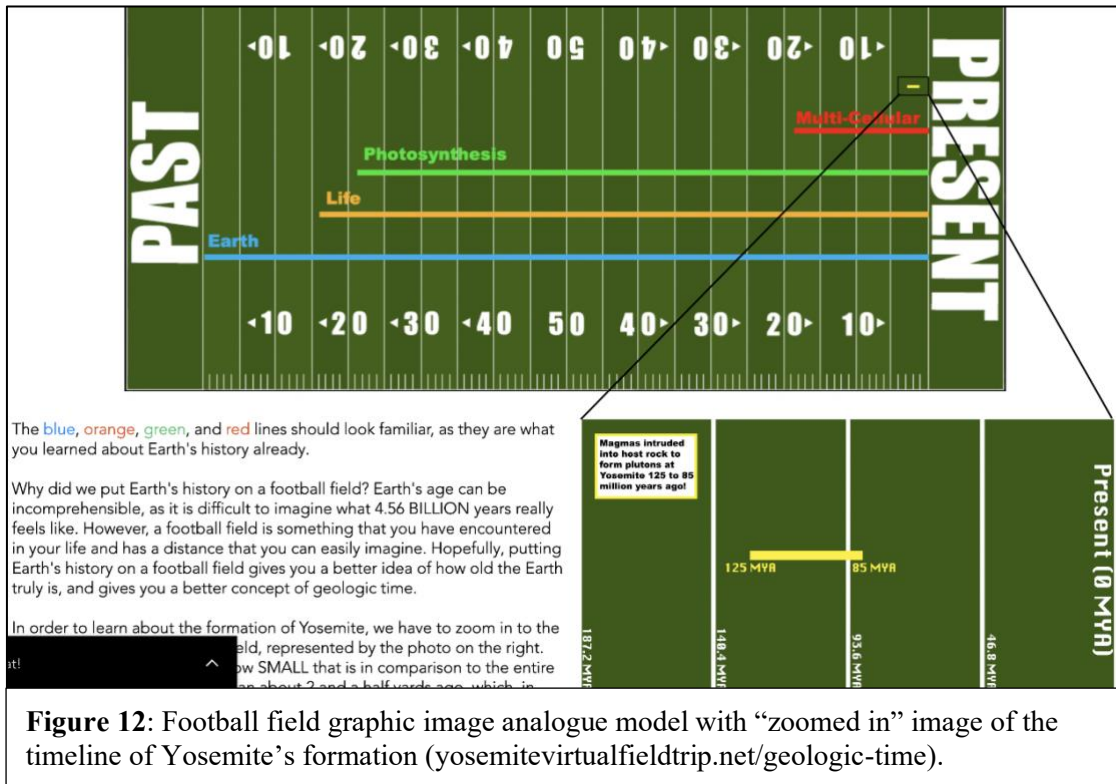 10 20 30 40 50 40 30 20 10
PAST
PRESENT
Multi-Cellular
Photosynthesis
Life
Earth
10 20 30 40 50 40 30 20 10
The blue, orange, green, and red lines should look familiar, as they are what
you learned about Earth's history already.
Why did we put Earth's history on a football field? Earth's age can be
incomprehensible, as it is difficult to imagine what 4.56 BILLION years really
feels like. However, a football field is something that you have encountered
in your life and has a distance that you can easily imagine. Hopefully, putting
Earth's history on a football field gives you a better idea of how old the Earth
truly is, and gives you a better concept of geologic time.
In order to learn about the formation of Yosemite, we have to zoom in to the
represented by the photo on the right.
SMALL that is in comparison to the entire
about 2 and a half yards ago, which, in
at!
Magmas intruded
into host rock to
form plutons at
Yosemite 125 to 85
million years ago!
125 MYA
85 MYA
187.2 MYA
140.4 MYA
93.6 MYA
46.8 MYA
Present (0 MYA)
Figure 12: Football field graphic image analogue model with “zoomed in” image of the
timeline of Yosemite’s formation (yosemitevirtualfieldtrip.net/geologic-time).